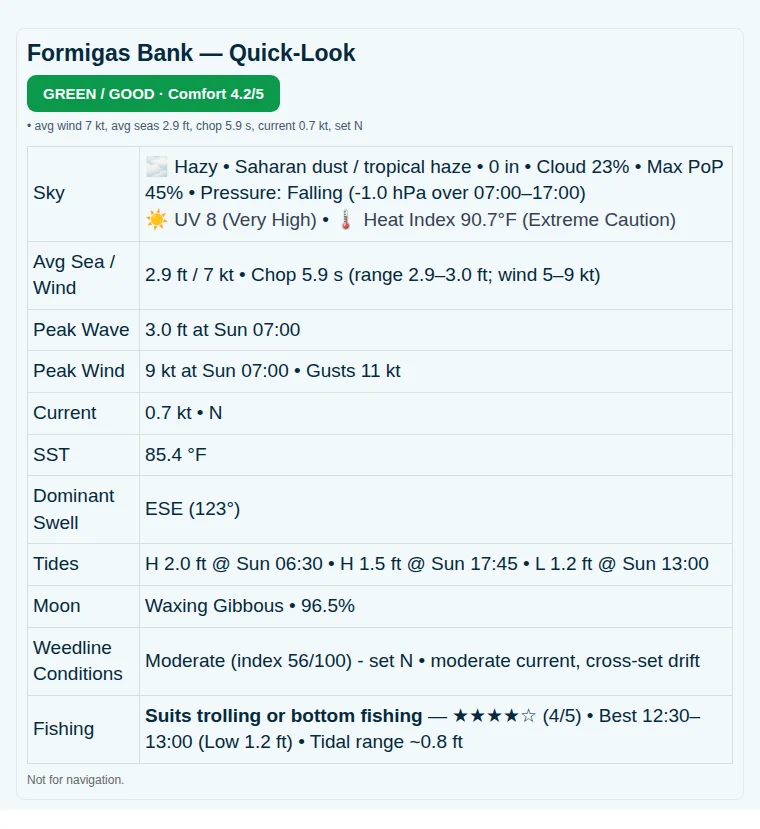 Formigas Bank — Quick-Look
GREEN / GOOD · Comfort 4.2/5
• avg wind 7 kt, avg seas 2.9 ft, chop 5.9 s, current 0.7 kt, set N
Sky
🌫️ Hazy • Saharan dust / tropical haze • 0 in • Cloud 23% • Max PoP
45% • Pressure: Falling (-1.0 hPa over 07:00–17:00)
☀️ UV 8 (Very High) • 🌡️ Heat Index 90.7°F (Extreme Caution)
Avg Sea /
Wind
2.9 ft / 7 kt • Chop 5.9 s (range 2.9–3.0 ft; wind 5–9 kt)
Peak Wave
3.0 ft at Sun 07:00
Peak Wind
9 kt at Sun 07:00 • Gusts 11 kt
Current
0.7 kt • N
SST
85.4 °F
Dominant
Swell
ESE (123°)
Tides
H 2.0 ft @ Sun 06:30 • H 1.5 ft @ Sun 17:45 • L 1.2 ft @ Sun 13:00
Moon
Waxing Gibbous • 96.5%
Weedline
Conditions
Moderate (index 56/100) - set N • moderate current, cross-set drift
Fishing
Suits trolling or bottom fishing — ★★★★☆ (4/5) • Best 12:30–
13:00 (Low 1.2 ft) • Tidal range ~0.8 ft
Not for navigation.